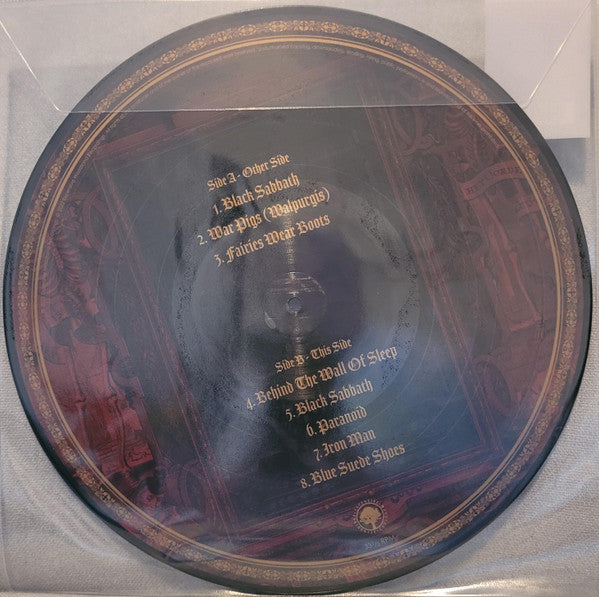 Side A - Other Side
1. Black Sabbath
2. War Pigs (Walpurgis)
3. Fairies Wear Boots
Side B - This Side
4. Behind The Wall Of Sleep
5. Black Sabbath
6. Paranoid
7. Iron Man
8. Blue Suede Shoes